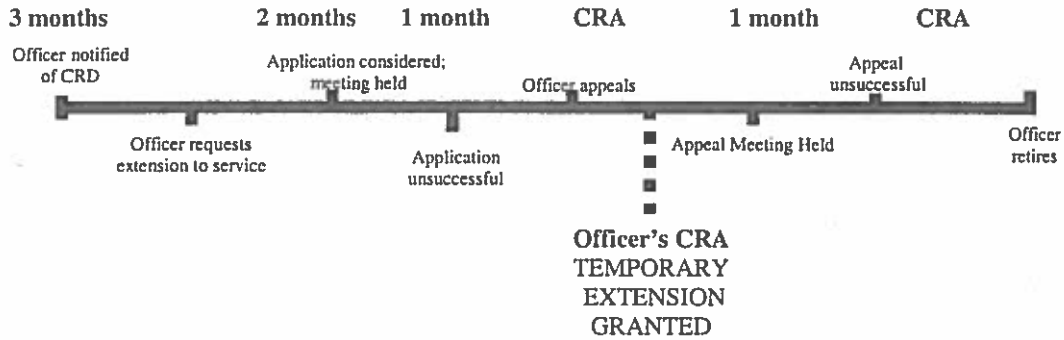 3 months 2 months 1 month CRA 1 month CRA
Officer notified
of CRD
Application considered;
meeting held
Officer appeals
Appeal
unsuccessful
Officer requests
extension to service
Application
unsuccessful
Appeal Meeting Held
Officer
retires
Officer's CRA
TEMPORARY
EXTENSION
GRANTED